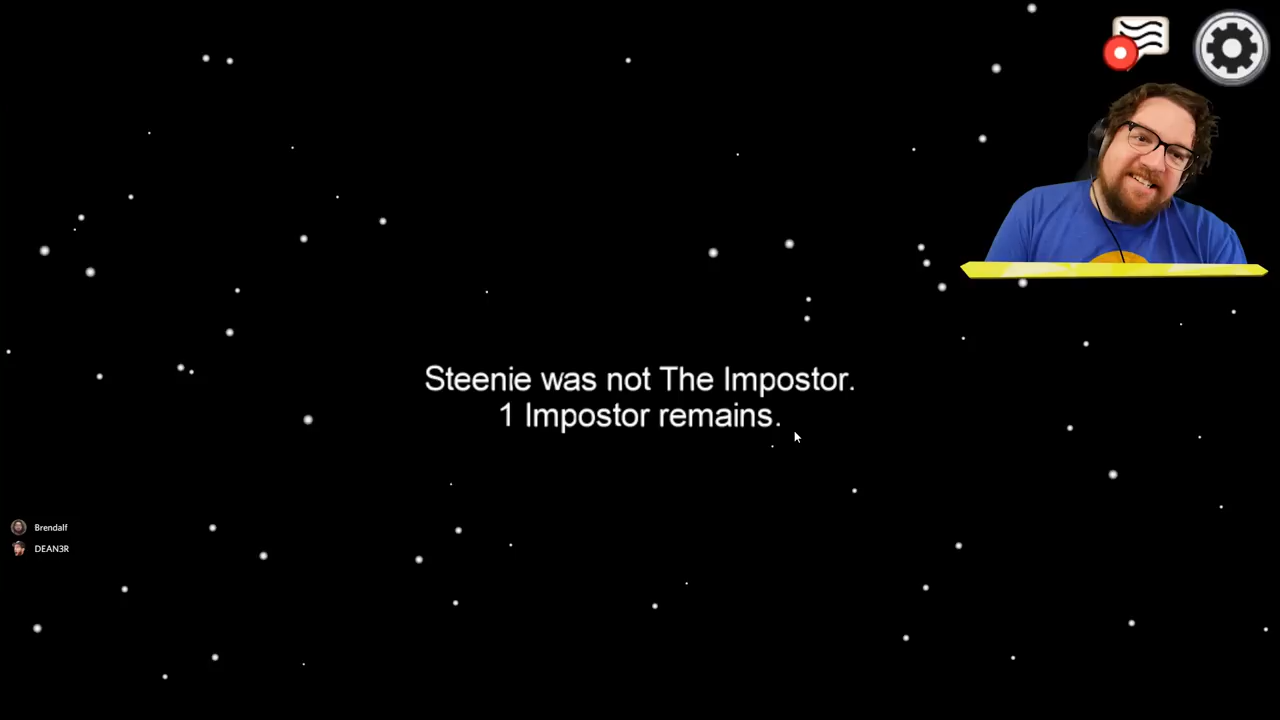 Steenie was not The Impostor.
1 Impostor remains.
Brendalf
DEAN3R